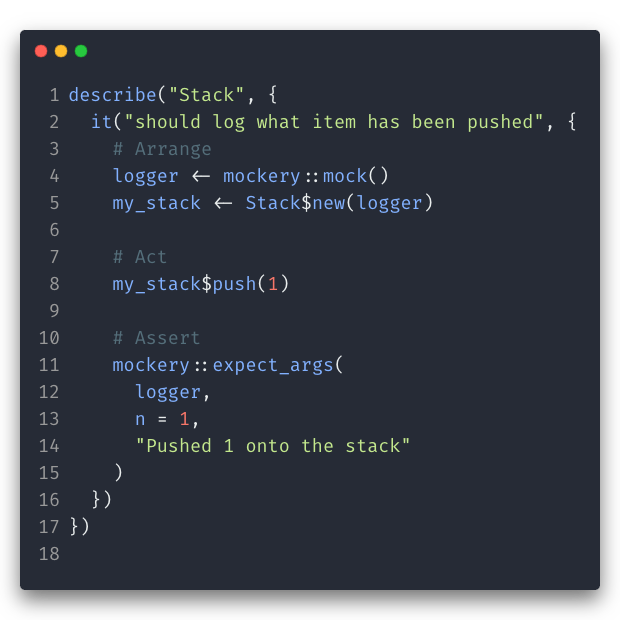 1 describe("Stack", {
2   it("should log what item has been pushed", {
3     # Arrange
4     logger <- mockery::mock()
5     my_stack <- Stack$new(logger)
6
7     # Act
8     my_stack$push(1)
9
10     # Assert
11     mockery::expect_args(
12       logger,
13       n = 1,
14       "Pushed 1 onto the stack"
15     )
16   })
17 })
18